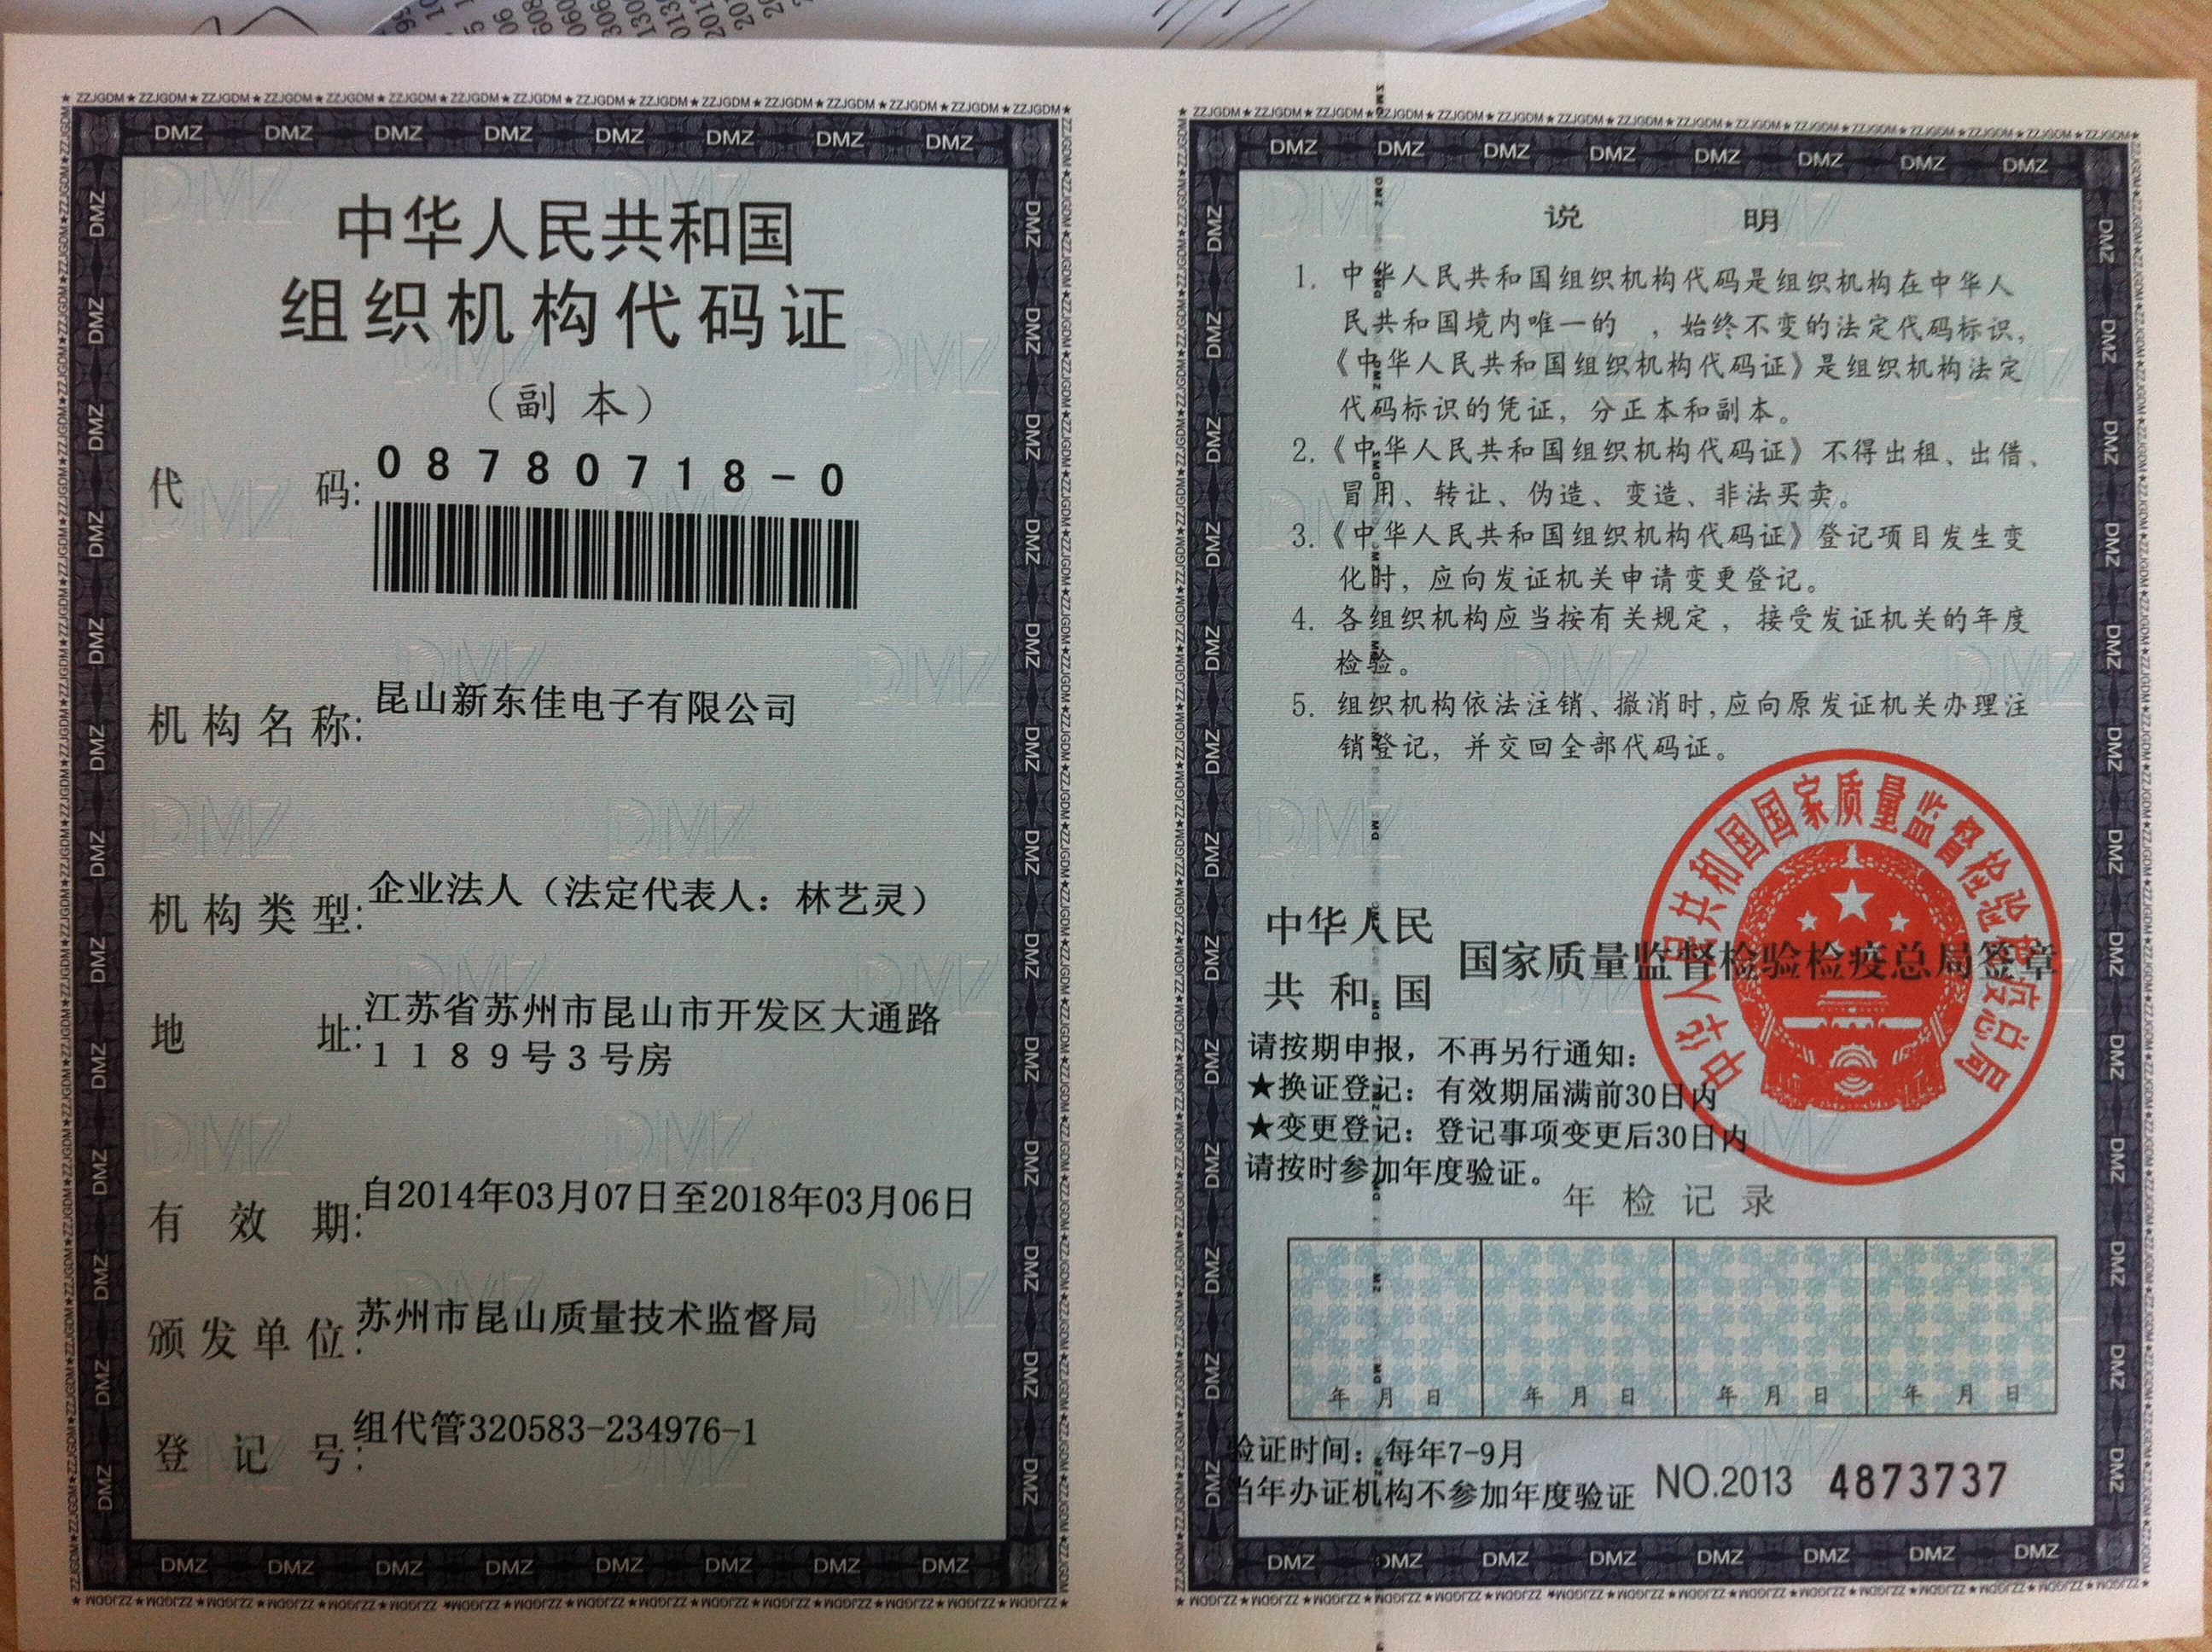 中华人民共和国
组织机构代码证
（副 本）
代 码: 08780718-0
机构名称: 昆山新东佳电子有限公司
机构类型: 企业法人（法定代表人：林艺灵）
地 址: 江苏省苏州市昆山市开发区大通路
1189号3号房
有 效 期: 自2014年03月07日至2018年03月06日
颁发单位: 苏州市昆山质量技术监督局
登 记 号: 组代管320583-234976-1
说 明
1. 中华人民共和国组织机构代码是组织机构在中华人
民共和国境内唯一的 ，始终不变的法定代码标识，
《中华人民共和国组织机构代码证》是组织机构法定
代码标识的凭证，分正本和副本。
2.《中华人民共和国组织机构代码证》不得出租、出借、
冒用、转让、伪造、变造、非法买卖。
3.《中华人民共和国组织机构代码证》登记项目发生变
化时，应向发证机关申请变更登记。
4. 各组织机构应当按有关规定，接受发证机关的年度
检验。
5. 组织机构依法注销、撤消时,应向原发证机关办理注
销登记，并交回全部代码证。
中华人民共和国国家质量监督检验检疫总局
中华人民
共和国
国家质量监督检验检疫总局签章
请按期申报，不再另行通知：
★换证登记：有效期届满前30日内
★变更登记：登记事项变更后30日内
请按时参加年度验证。
年检记录
年 月 日 年 月 日 年 月 日 年 月 日
验证时间：每年7-9月
当年办证机构不参加年度验证
NO.2013 4873737